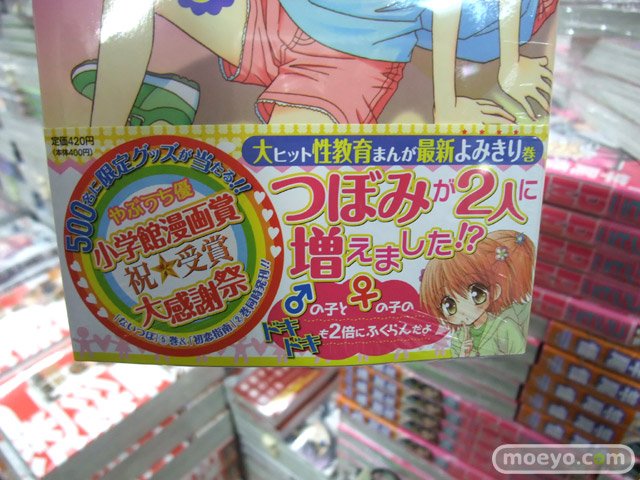 定価420円
(本体400円)
500名に限定グッズが当たる!!
やぶうち優
小学館漫画賞
祝★受賞
大感謝祭
大ヒット性教育まんが最新よみきり巻
つぼみが2人に
増えました!?
♂の子と♀の子の
ドキドキも2倍にふくらんだよ
moeyo.com